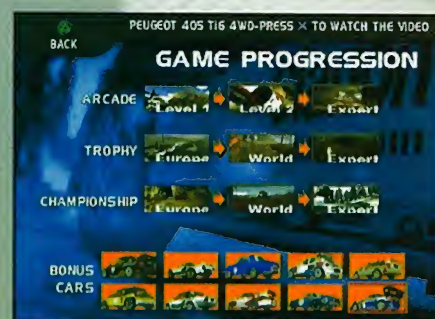 PEUGEOT 405 TI6 4WD-PRESS × TO WATCH THE VIDEO
BACK
GAME PROGRESSION
ARCADE Level 1 Level 2 Expert
TROPHY Europe World Expert
CHAMPIONSHIP Europe World Expert
BONUS
CARS